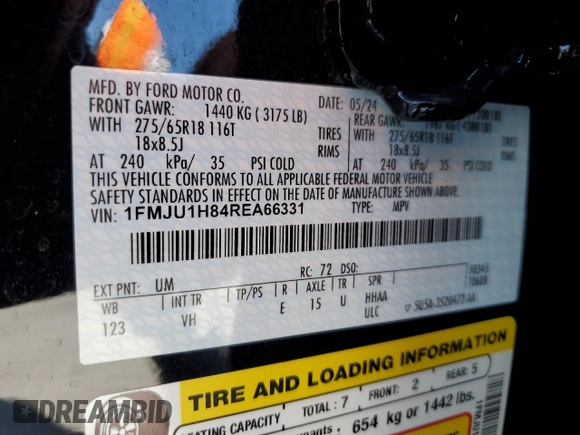 MFD. BY FORD MOTOR CO.
DATE: 05/24
FRONT GAWR: 1440 KG ( 3175 LB)
REAR GAWR:
WITH 275/65R18 116T TIRES
18x8.5J RIMS
AT 240 kPa/ 35 PSI COLD
WITH 275/65R18 116T
18x8.5J
AT 240 kPa/ 35 PSI COLD
THIS VEHICLE CONFORMS TO ALL APPLICABLE FEDERAL MOTOR VEHICLE
SAFETY STANDARDS IN EFFECT ON THE DATE OF MANUFACTURE SHOWN ABOVE.
VIN: 1FMJU1H84REA66331 TYPE: MPV
EXT PNT: UM RC: 72 DSO:
WB INT TR TP/PS R AXLE TR SPR
123 VH E 15 U HHAA
ULC
TIRE AND LOADING INFORMATION
SEATING CAPACITY TOTAL: 7 FRONT: 2 REAR: 5
654 kg or 1442 lbs.
DREAMBID